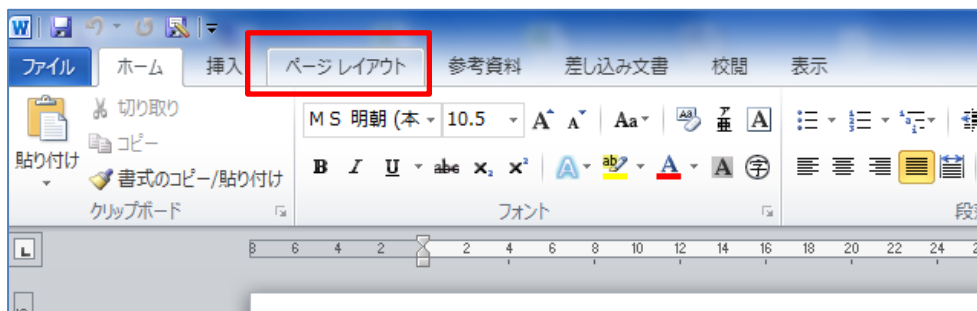 W
ファイル ホーム 挿入 ページ レイアウト 参考資料 差し込み文書 校閲 表示
切り取り
コピー
書式のコピー/貼り付け
貼り付け
クリップボード
ＭＳ 明朝 (本 10.5 A A Aa ア亜 A
B I U abc x₂ x² A ab A A 字
フォント
8 6 4 2 2 4 6 8 10 12 14 16 18 20 22 24